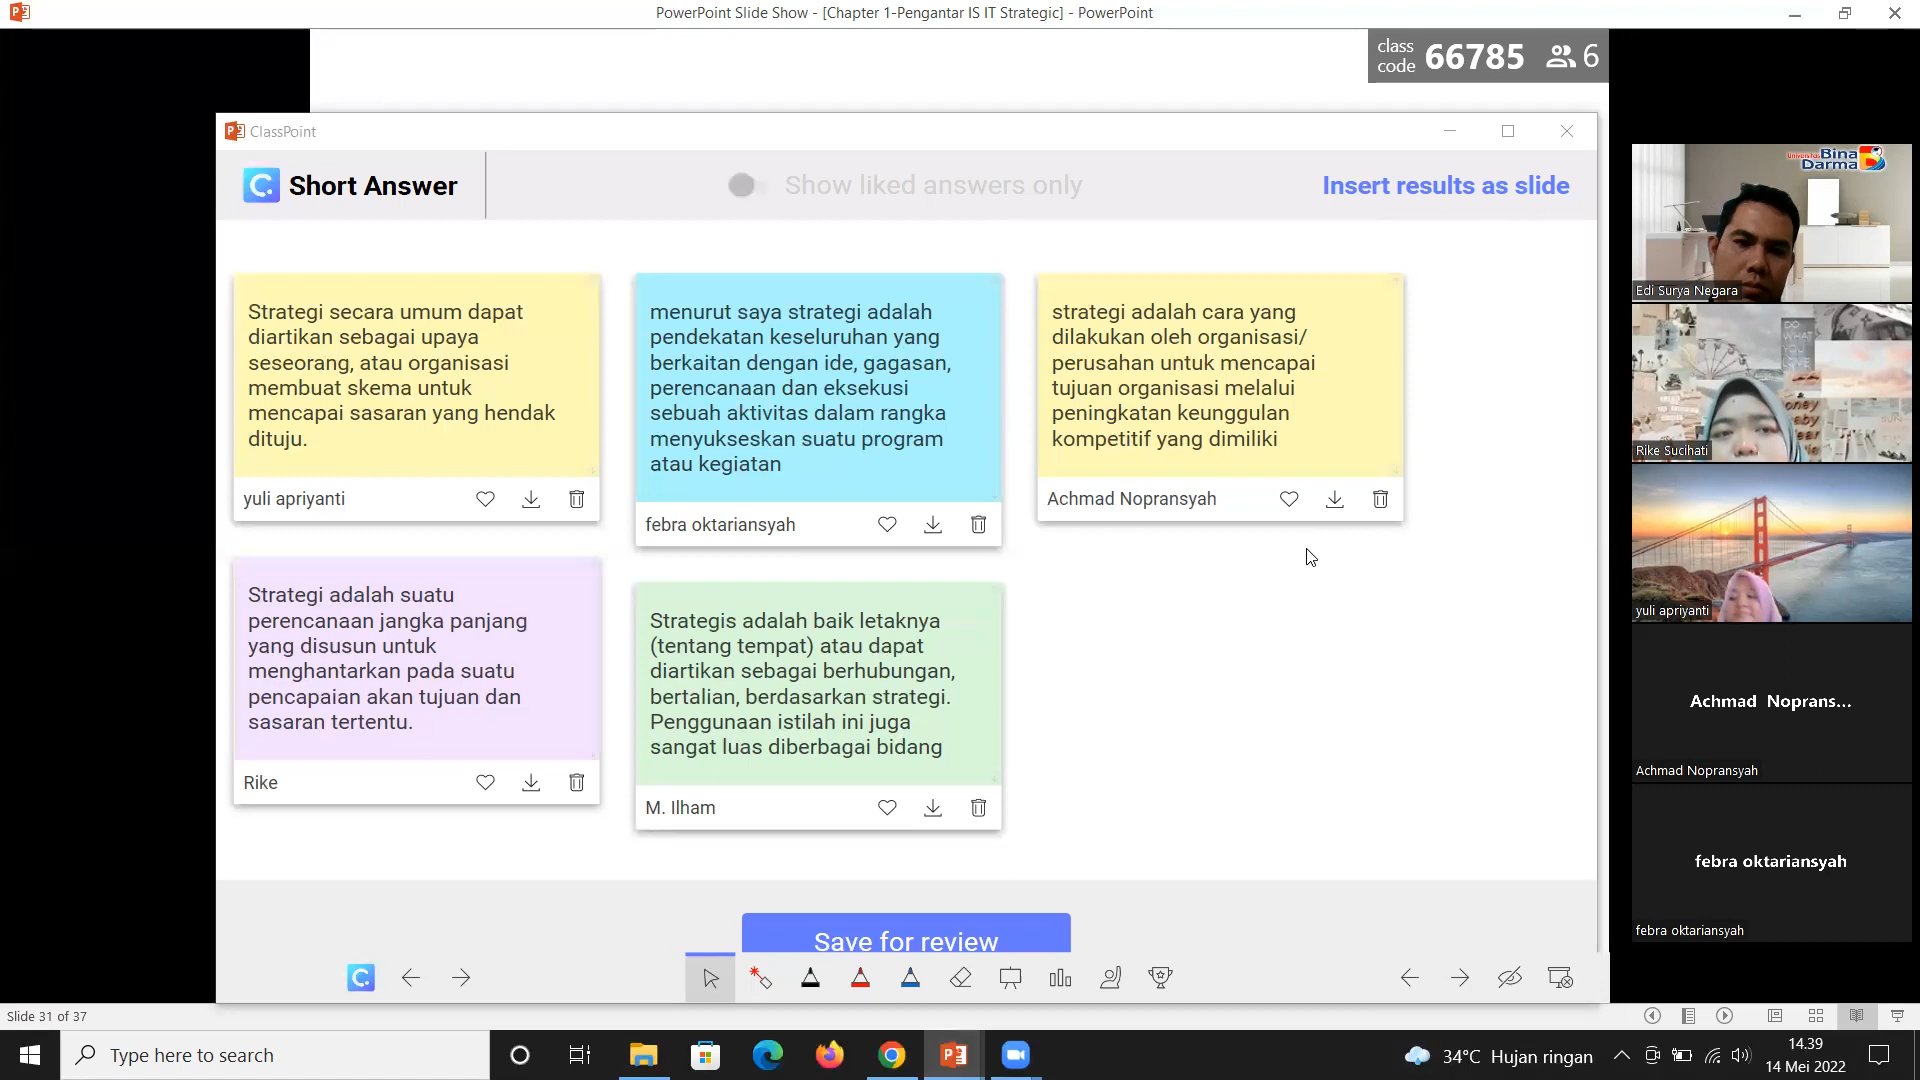 PowerPoint Slide Show - [Chapter 1-Pengantar IS IT Strategic] - PowerPoint
class
code 66785 6
ClassPoint
Short Answer
Show liked answers only
Insert results as slide
Strategi secara umum dapat
diartikan sebagai upaya
seseorang, atau organisasi
membuat skema untuk
mencapai sasaran yang hendak
dituju.
yuli apriyanti
menurut saya strategi adalah
pendekatan keseluruhan yang
berkaitan dengan ide, gagasan,
perencanaan dan eksekusi
sebuah aktivitas dalam rangka
menyukseskan suatu program
atau kegiatan
febra oktariansyah
strategi adalah cara yang
dilakukan oleh organisasi/
perusahan untuk mencapai
tujuan organisasi melalui
peningkatan keunggulan
kompetitif yang dimiliki
Achmad Nopransyah
Strategi adalah suatu
perencanaan jangka panjang
yang disusun untuk
menghantarkan pada suatu
pencapaian akan tujuan dan
sasaran tertentu.
Rike
Strategis adalah baik letaknya
(tentang tempat) atau dapat
diartikan sebagai berhubungan,
bertalian, berdasarkan strategi.
Penggunaan istilah ini juga
sangat luas diberbagai bidang
M. Ilham
Save for review
Universitas
Bina
Darma
Edi Surya Negara
DO
WHAT
YOU
Rike Sucihati
yuli apriyanti
Achmad Noprans...
Achmad Nopransyah
febra oktariansyah
febra oktariansyah
Slide 31 of 37
Type here to search
34°C Hujan ringan
14.39
14 Mei 2022